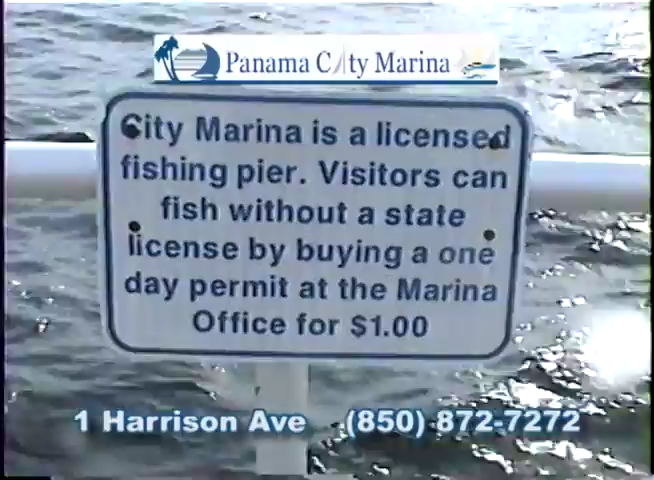 Panama City Marina
City Marina is a licensed
fishing pier. Visitors can
fish without a state
license by buying a one
day permit at the Marina
Office for $1.00
1 Harrison Ave (850) 872-7272